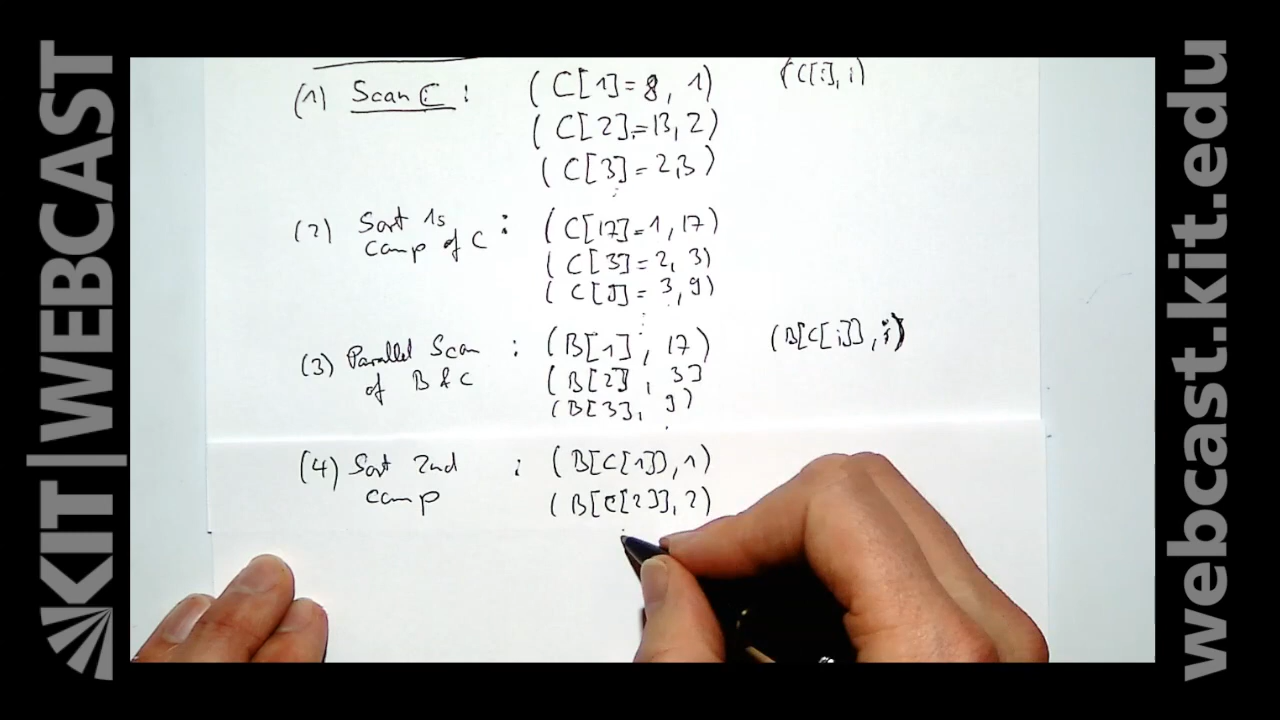 KIT | WEBCAST
(1) Scan C : ( C[1]=8, 1) (C[i], i)
( C[2]=13, 2)
( C[3]=2,3)
(2) Sort 1s
comp of C : ( C[17]=1, 17)
( C[3]=2, 3)
( C[9]=3, 9)
(3) Parallel Scan : (B[1], 17) (B[C[i]], i)
of B & C (B[2], 3)
(B[3], 9)
(4) Sort 2nd : (B[C[1]], 1)
comp (B[C[2]], 2)
webcast.kit.edu